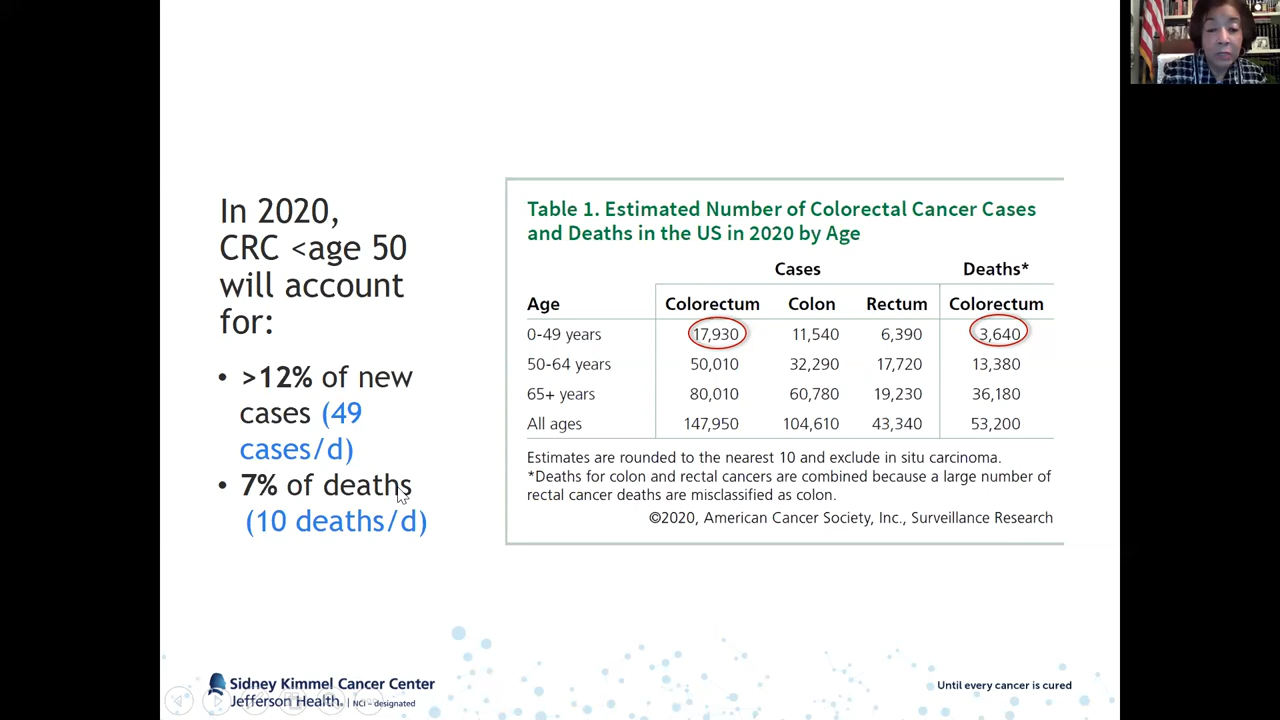 In 2020,
CRC <age 50
will account
for:
• >12% of new
cases (49
cases/d)
• 7% of deaths
(10 deaths/d)
Table 1. Estimated Number of Colorectal Cancer Cases
and Deaths in the US in 2020 by Age
Cases Deaths*
Age Colorectum Colon Rectum Colorectum
0-49 years 17,930 11,540 6,390 3,640
50-64 years 50,010 32,290 17,720 13,380
65+ years 80,010 60,780 19,230 36,180
All ages 147,950 104,610 43,340 53,200
Estimates are rounded to the nearest 10 and exclude in situ carcinoma.
*Deaths for colon and rectal cancers are combined because a large number of
rectal cancer deaths are misclassified as colon.
©2020, American Cancer Society, Inc., Surveillance Research
Sidney Kimmel Cancer Center
Jefferson Health. | NCI – designated
Until every cancer is cured